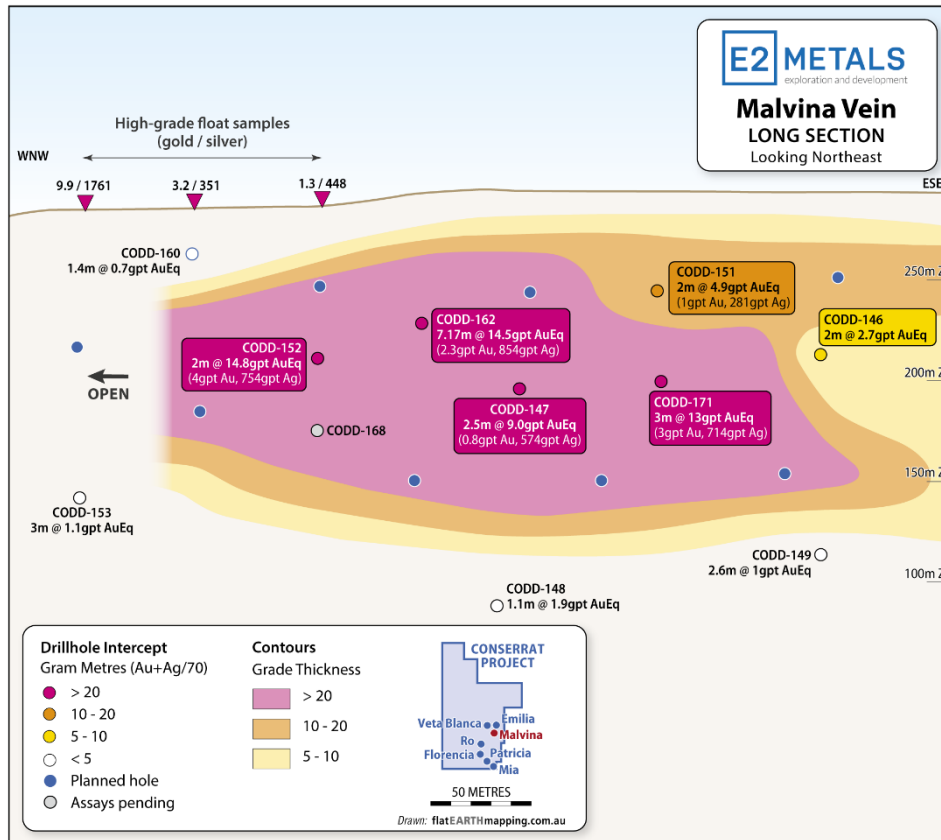 E2 METALS
exploration and development
Malvina Vein
LONG SECTION
Looking Northeast
High-grade float samples
(gold / silver)
WNW
ESE
9.9 / 1761
3.2 / 351
1.3 / 448
CODD-160
1.4m @ 0.7gpt AuEq
CODD-151
2m @ 4.9gpt AuEq
(1gpt Au, 281gpt Ag)
250m Z
CODD-146
2m @ 2.7gpt AuEq
CODD-162
7.17m @ 14.5gpt AuEq
(2.3gpt Au, 854gpt Ag)
CODD-152
2m @ 14.8gpt AuEq
(4gpt Au, 754gpt Ag)
200m Z
OPEN
CODD-147
2.5m @ 9.0gpt AuEq
(0.8gpt Au, 574gpt Ag)
CODD-171
3m @ 13gpt AuEq
(3gpt Au, 714gpt Ag)
CODD-168
150m Z
CODD-153
3m @ 1.1gpt AuEq
CODD-149
2.6m @ 1gpt AuEq
100m Z
CODD-148
1.1m @ 1.9gpt AuEq
Drillhole Intercept
Gram Metres (Au+Ag/70)
> 20
10 - 20
5 - 10
< 5
Planned hole
Assays pending
Contours
Grade Thickness
> 20
10 - 20
5 - 10
CONSERRAT
PROJECT
Veta Blanca
Emilia
Malvina
Ro
Florencia
Patricia
Mia
50 METRES
Drawn: flatEARTHmapping.com.au